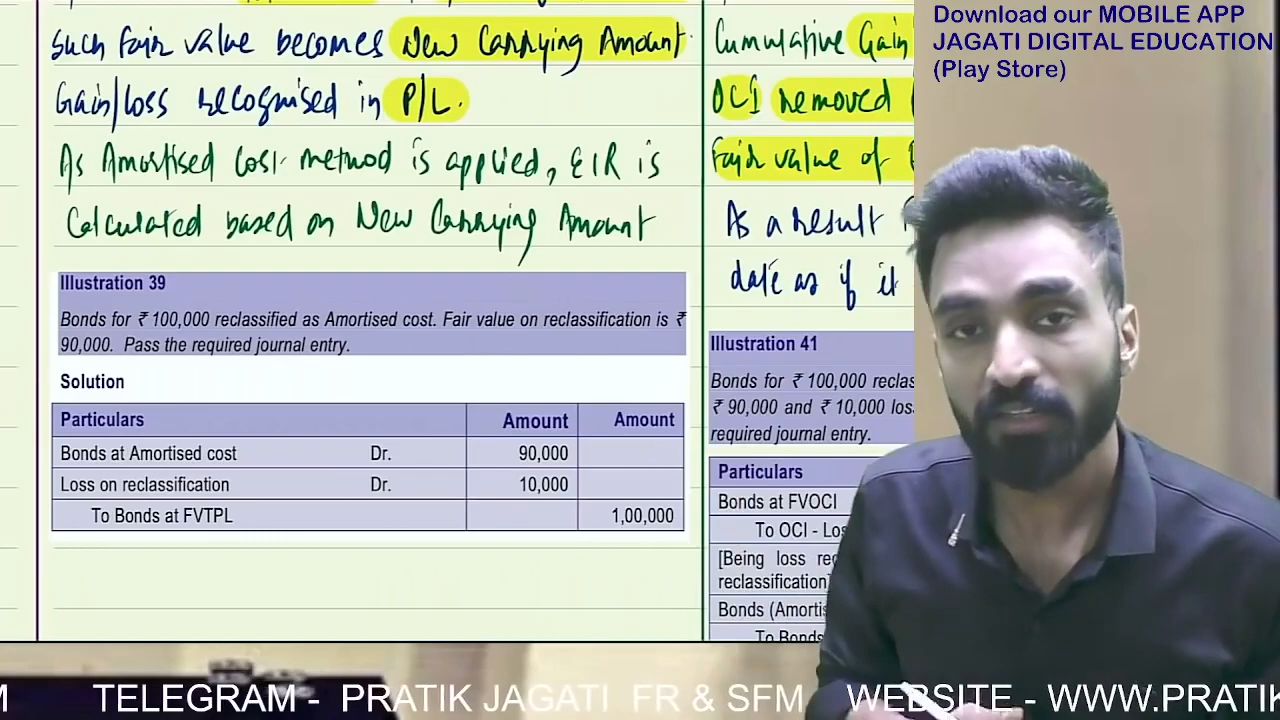 such fair value becomes New Carrying Amount.
Gain/loss recognised in P/L.
As Amortised cost method is applied, EIR is
Calculated based on New Carrying Amount
Illustration 39
Bonds for ₹ 100,000 reclassified as Amortised cost. Fair value on reclassification is ₹
90,000. Pass the required journal entry.
Solution
Particulars Amount Amount
Bonds at Amortised cost Dr. 90,000
Loss on reclassification Dr. 10,000
To Bonds at FVTPL 1,00,000
Cumulative Gain
OCI removed
Fair value of
As a result
date as if it
Illustration 41
Bonds for ₹ 100,000 reclas
₹ 90,000 and ₹ 10,000 los
required journal entry.
Particulars
Bonds at FVOCI
To OCI - Los
[Being loss rec
reclassification]
Bonds (Amortis
To Bonds
Download our MOBILE APP
JAGATI DIGITAL EDUCATION
(Play Store)
M TELEGRAM - PRATIK JAGATI FR & SFM WEBSITE - WWW.PRATIK